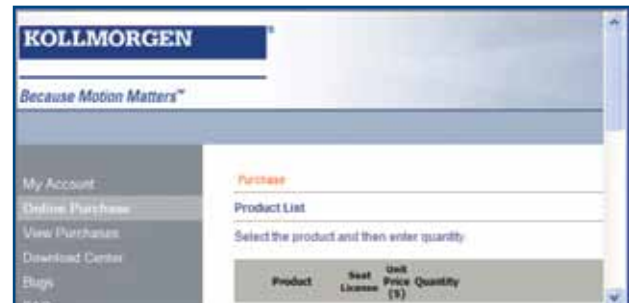 KOLLMORGEN®
Because Motion Matters™
My Account
Online Purchase
View Purchases
Download Center
Bugs
Purchase
Product List
Select the product and then enter quantity.
Product Seat License Unit Price ($) Quantity